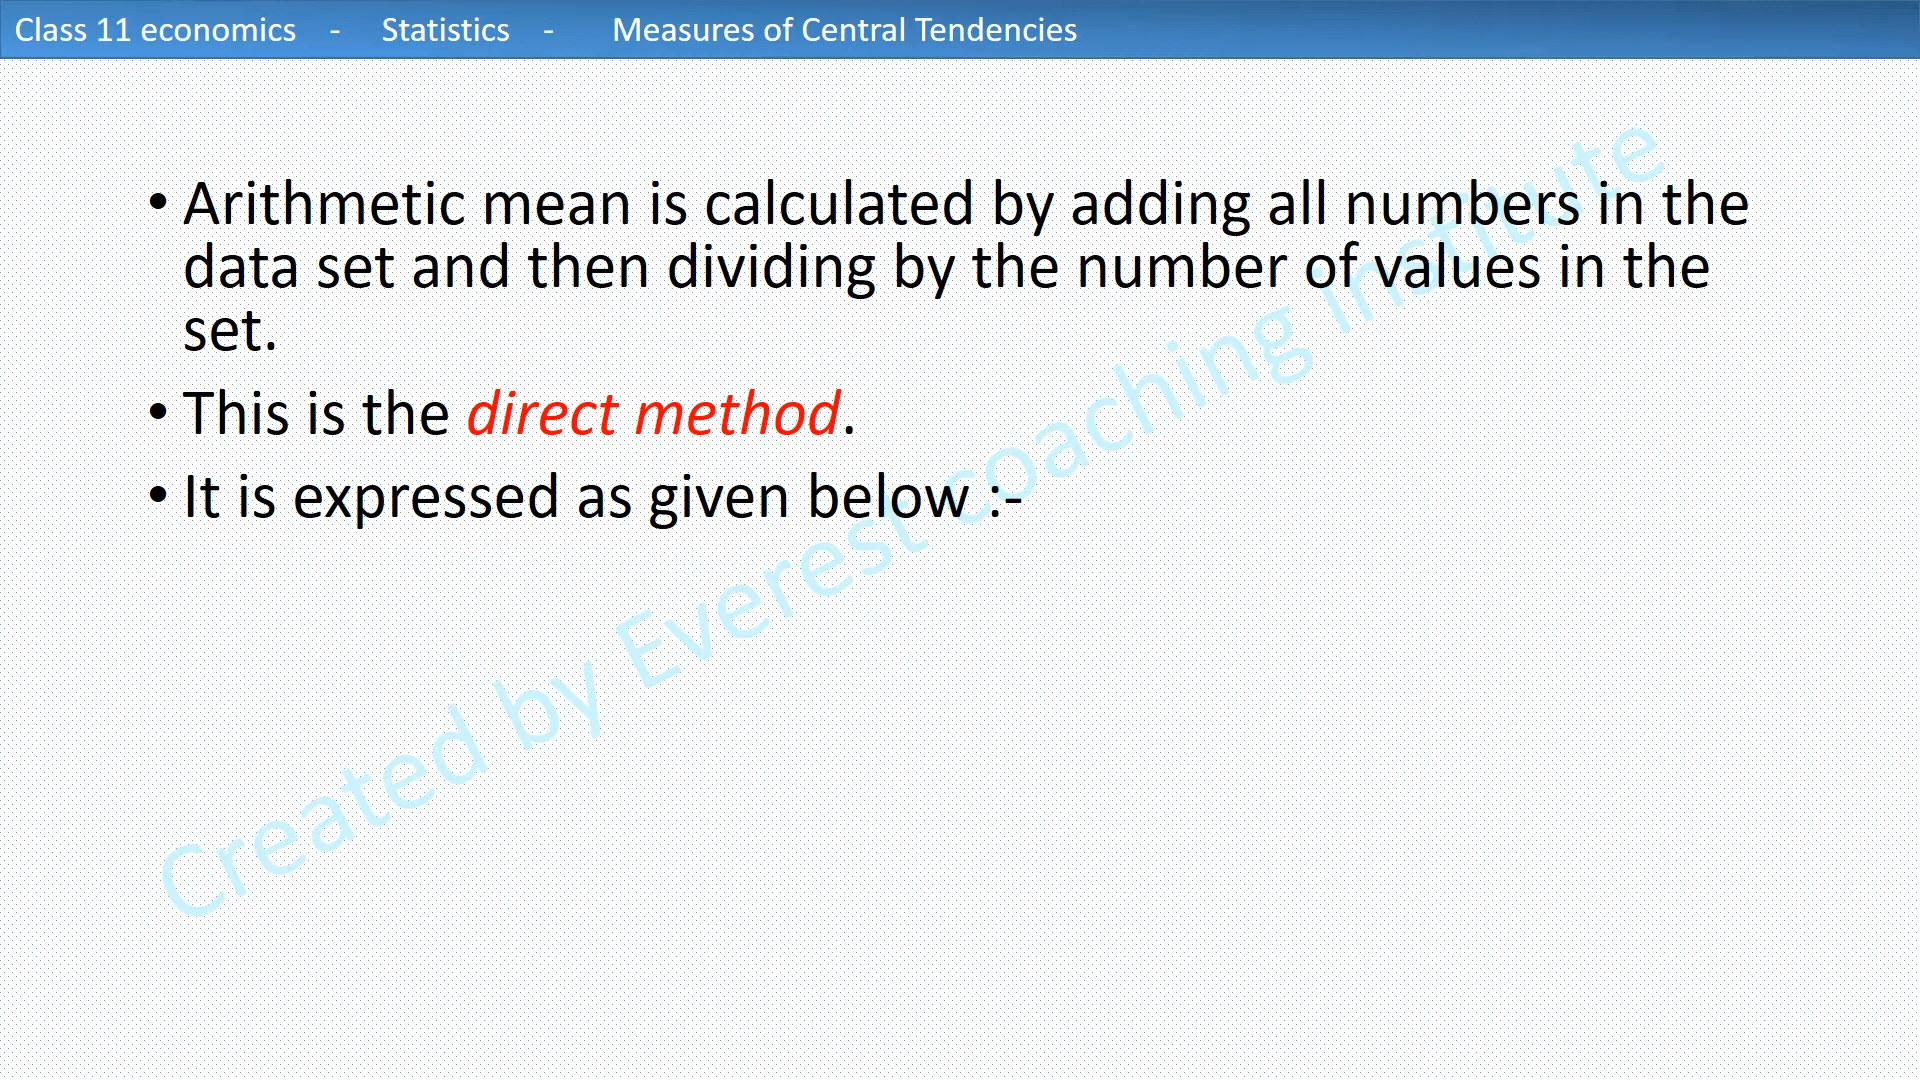 Class 11 economics - Statistics - Measures of Central Tendencies
• Arithmetic mean is calculated by adding all numbers in the
data set and then dividing by the number of values in the
set.
• This is the direct method.
• It is expressed as given below :-
Created by Everest coaching institute